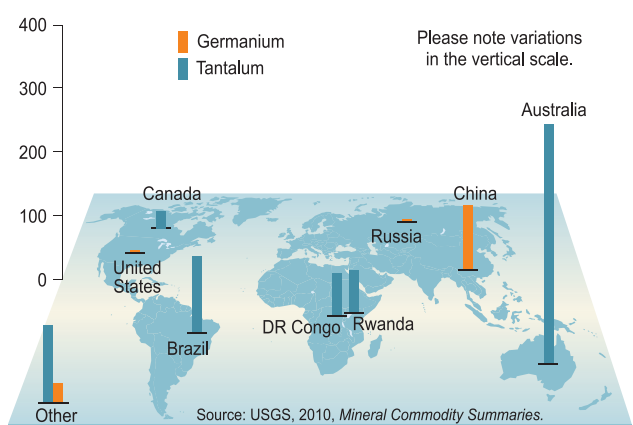 400
300
200
100
0
Germanium
Tantalum
Please note variations
in the vertical scale.
Australia
Canada
China
Russia
United
States
DR Congo
Rwanda
Brazil
Other
Source: USGS, 2010, Mineral Commodity Summaries.